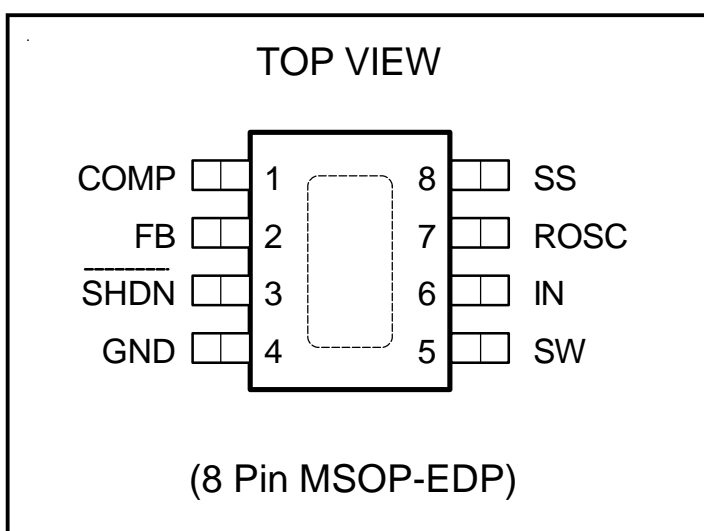 TOP VIEW
COMP 1 8 SS
FB 2 7 ROSC
SHDN 3 6 IN
GND 4 5 SW
(8 Pin MSOP-EDP)